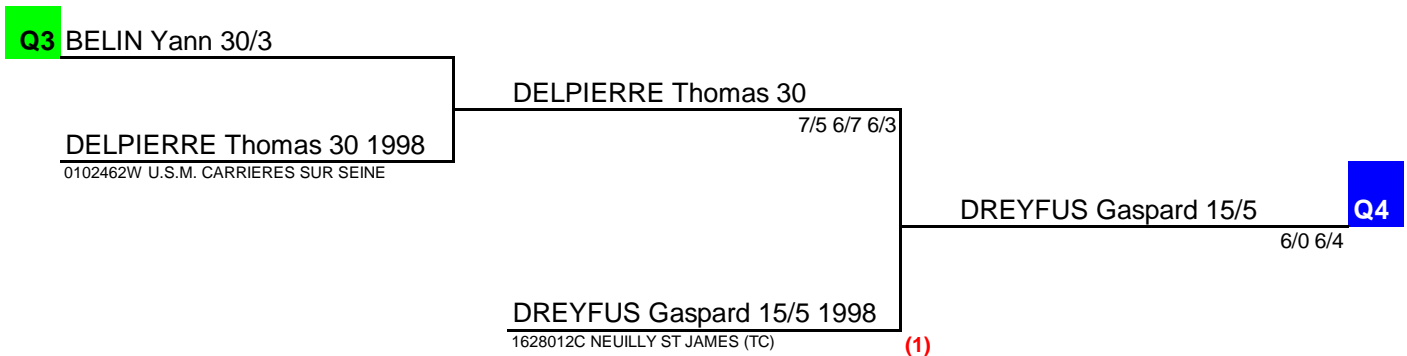 Q3 BELIN Yann 30/3
DELPIERRE Thomas 30
7/5 6/7 6/3
DELPIERRE Thomas 30 1998
0102462W U.S.M. CARRIERES SUR SEINE
DREYFUS Gaspard 15/5 Q4
6/0 6/4
DREYFUS Gaspard 15/5 1998
1628012C NEUILLY ST JAMES (TC)
(1)